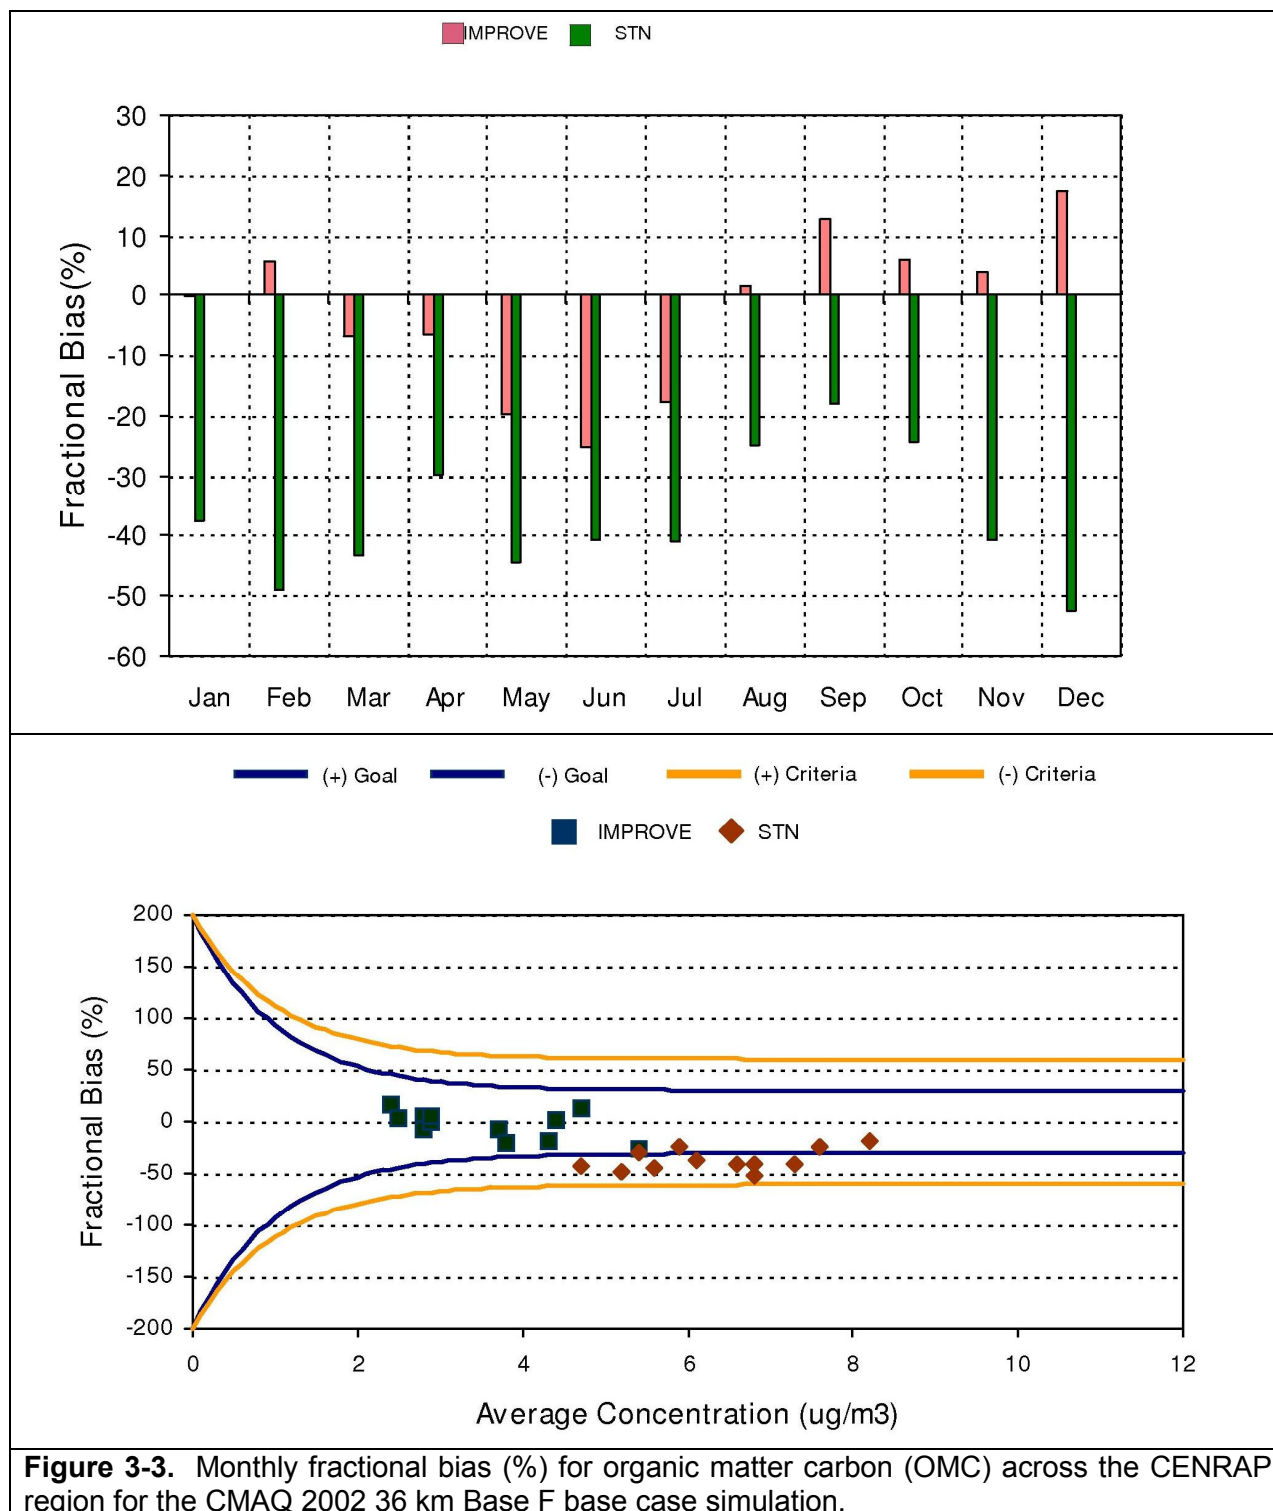 IMPROVE STN
30
20
10
0
-10
-20
-30
-40
-50
-60
Fractional Bias(%)
Jan Feb Mar Apr May Jun Jul Aug Sep Oct Nov Dec
(+) Goal (-) Goal (+) Criteria (-) Criteria
IMPROVE STN
200
150
100
50
0
-50
-100
-150
-200
Fractional Bias (%)
0 2 4 6 8 10 12
Average Concentration (ug/m3)
Figure 3-3. Monthly fractional bias (%) for organic matter carbon (OMC) across the CENRAP
region for the CMAQ 2002 36 km Base F base case simulation.